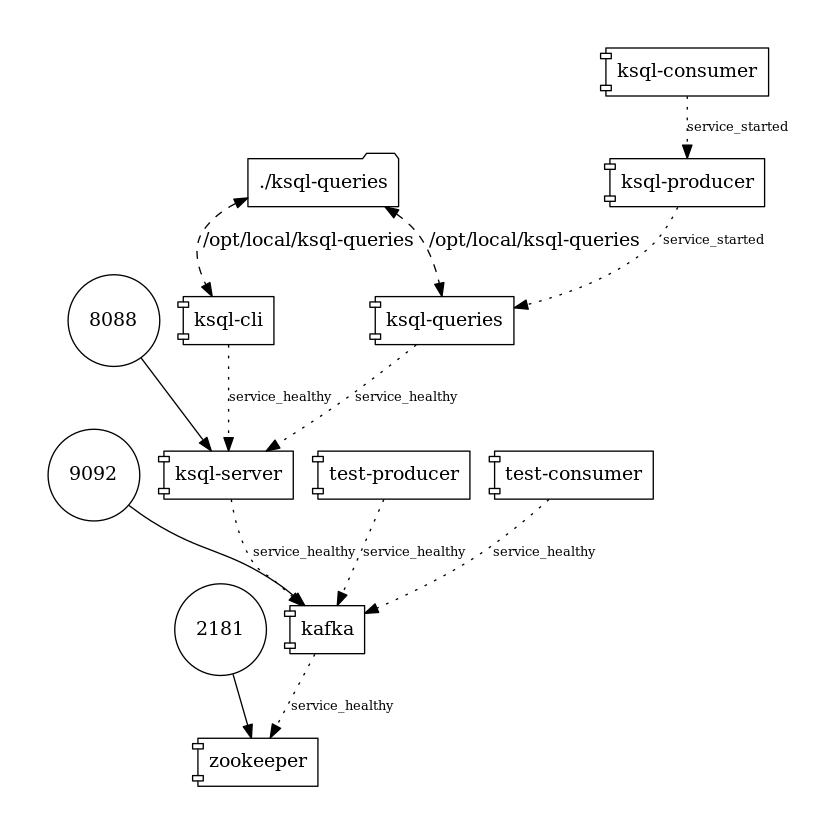 ksql-consumer
service_started
./ksql-queries
ksql-producer
/opt/local/ksql-queries
/opt/local/ksql-queries
service_started
8088
ksql-cli
ksql-queries
service_healthy
service_healthy
9092
ksql-server
test-producer
test-consumer
service_healthy
service_healthy
service_healthy
2181
kafka
service_healthy
zookeeper